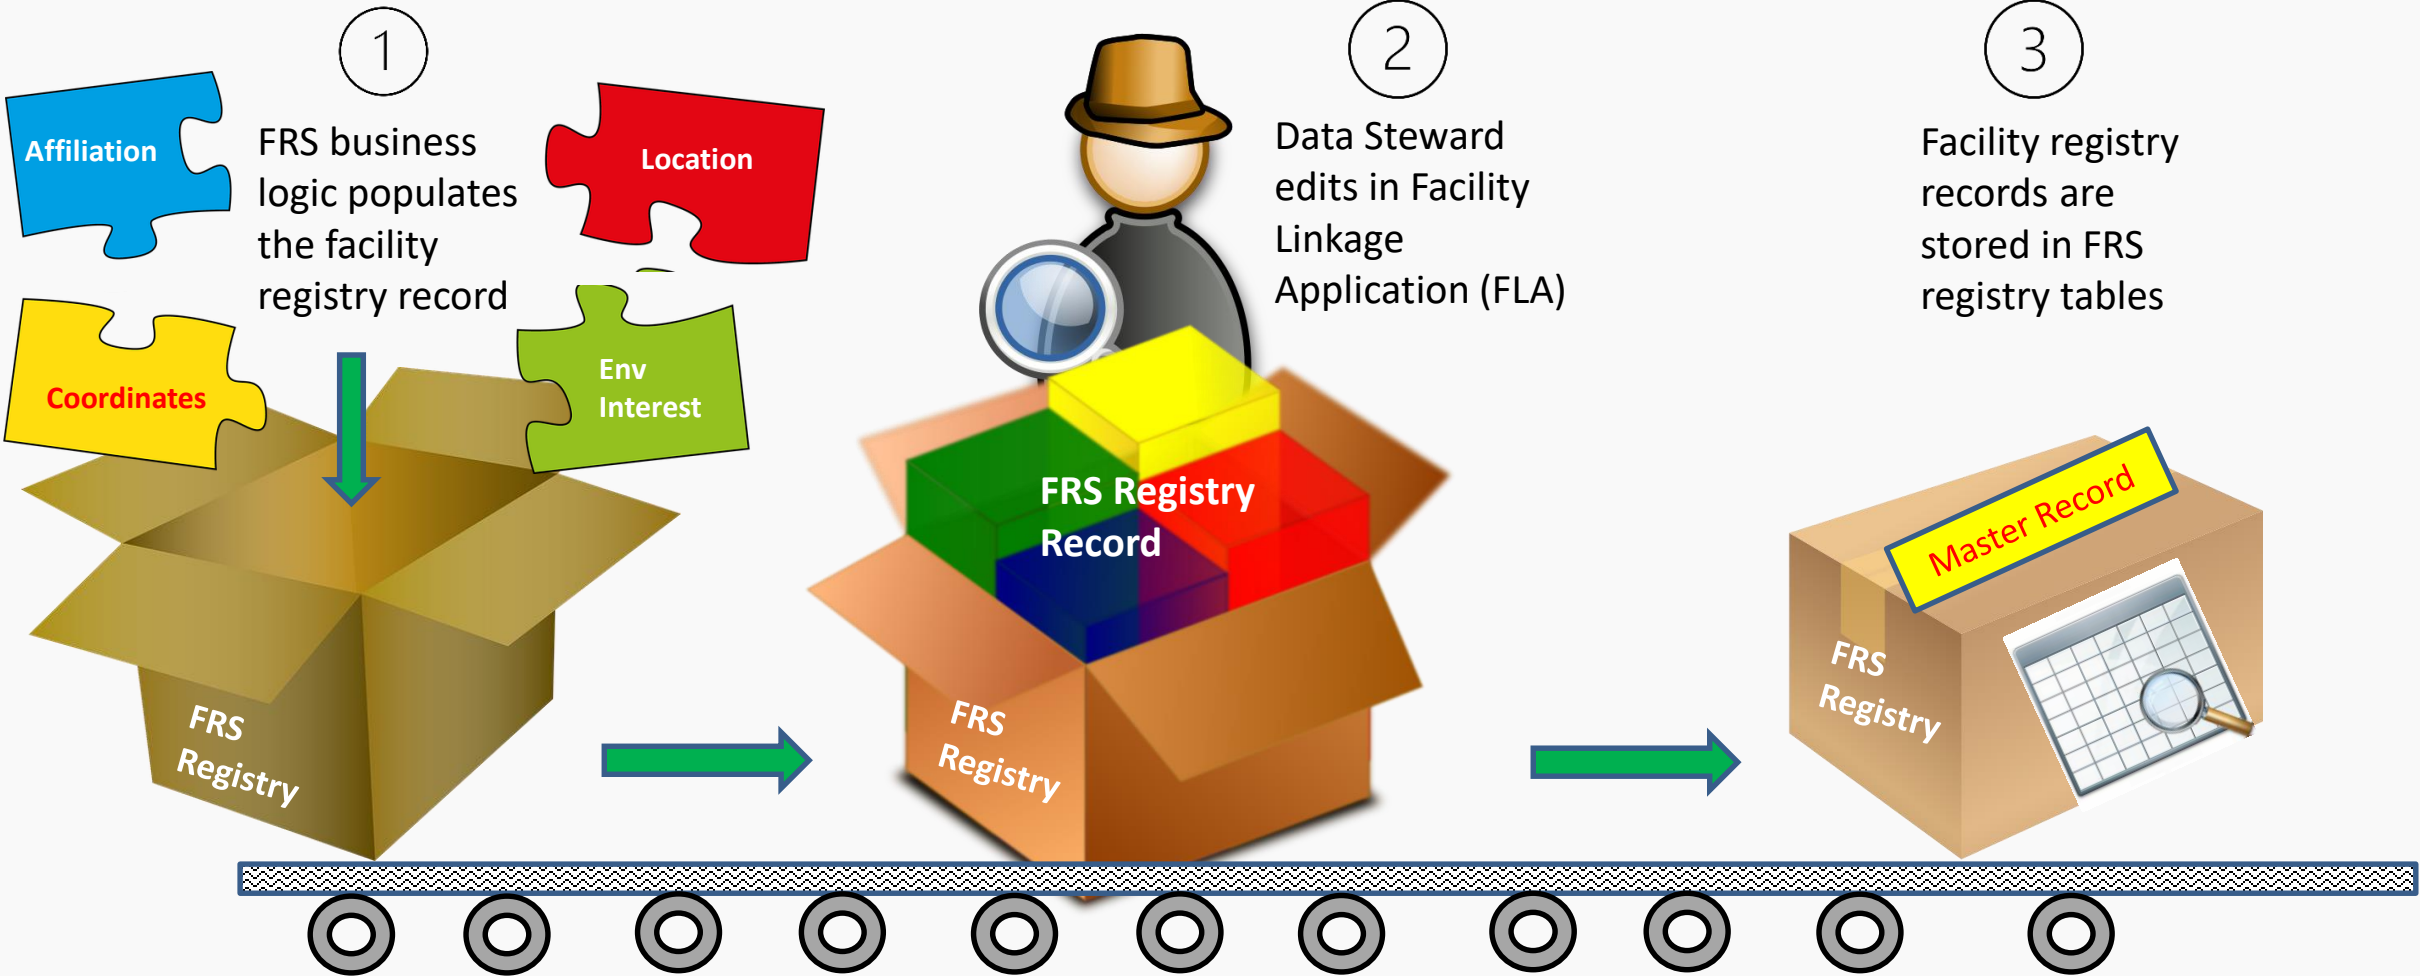 1
Affiliation
FRS business
logic populates
the facility
registry record
Location
Coordinates
Env
Interest
FRS
Registry
2
Data Steward
edits in Facility
Linkage
Application (FLA)
FRS Registry
Record
FRS
Registry
3
Facility registry
records are
stored in FRS
registry tables
Master Record
FRS
Registry